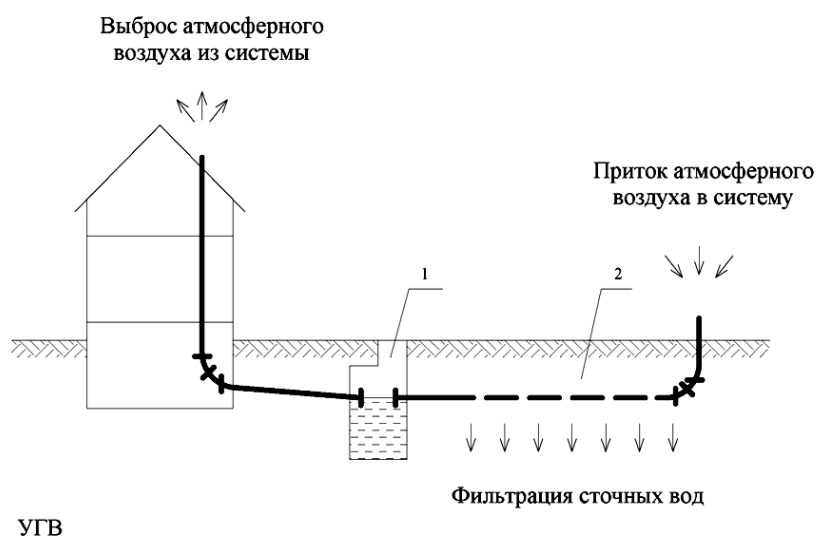 Выброс атмосферного
воздуха из системы
Приток атмосферного
воздуха в систему
1
2
Фильтрация сточных вод
УГВ